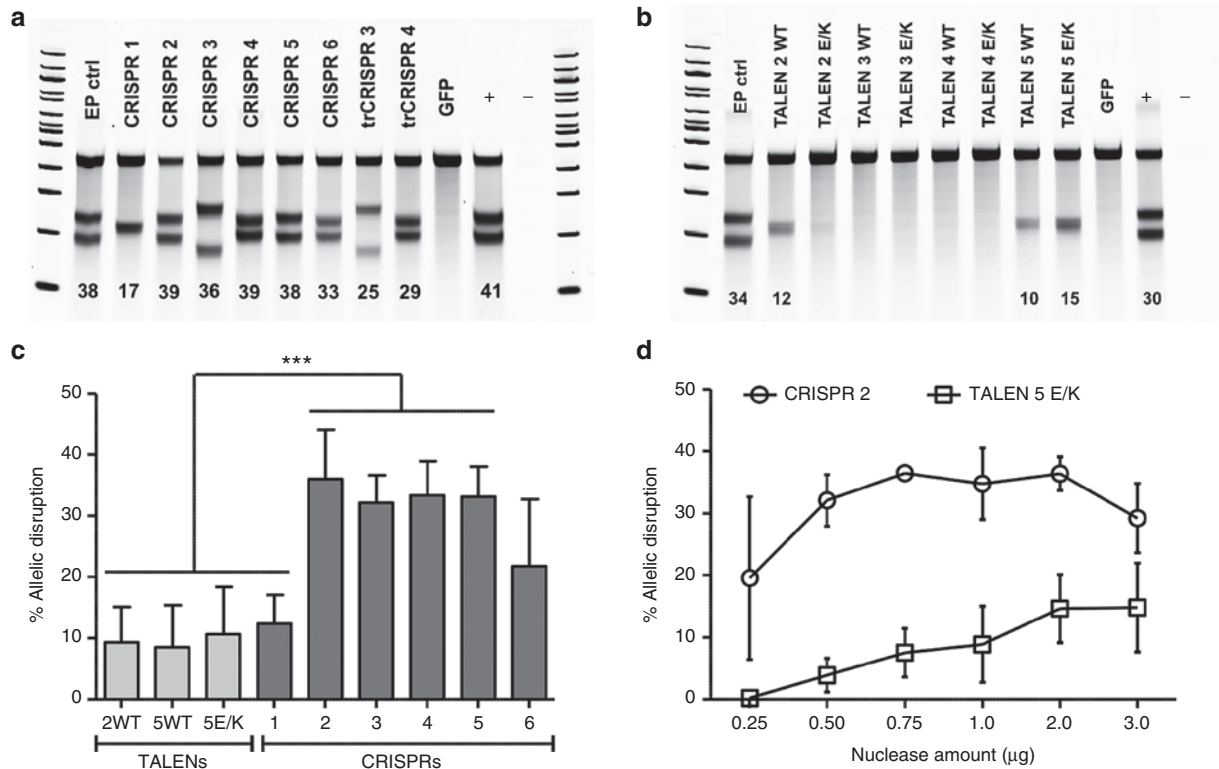 a
EP ctrl
CRISPR 1
CRISPR 2
CRISPR 3
CRISPR 4
CRISPR 5
CRISPR 6
trCRISPR 3
trCRISPR 4
GFP
+
−
38 17 39 36 39 38 33 25 29 41
b
EP ctrl
TALEN 2 WT
TALEN 2 E/K
TALEN 3 WT
TALEN 3 E/K
TALEN 4 WT
TALEN 4 E/K
TALEN 5 WT
TALEN 5 E/K
GFP
+
−
34 12 10 15 30
c
***
% Allelic disruption
50
40
30
20
10
0
2WT 5WT 5E/K 1 2 3 4 5 6
TALENs CRISPRs
d
CRISPR 2 TALEN 5 E/K
% Allelic disruption
50
40
30
20
10
0
0.25 0.50 0.75 1.0 2.0 3.0
Nuclease amount (μg)